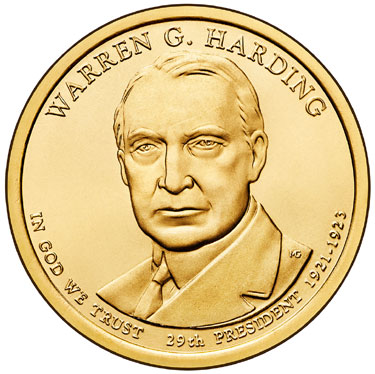 WARREN G. HARDING
IN GOD WE TRUST 29th PRESIDENT 1921-1923